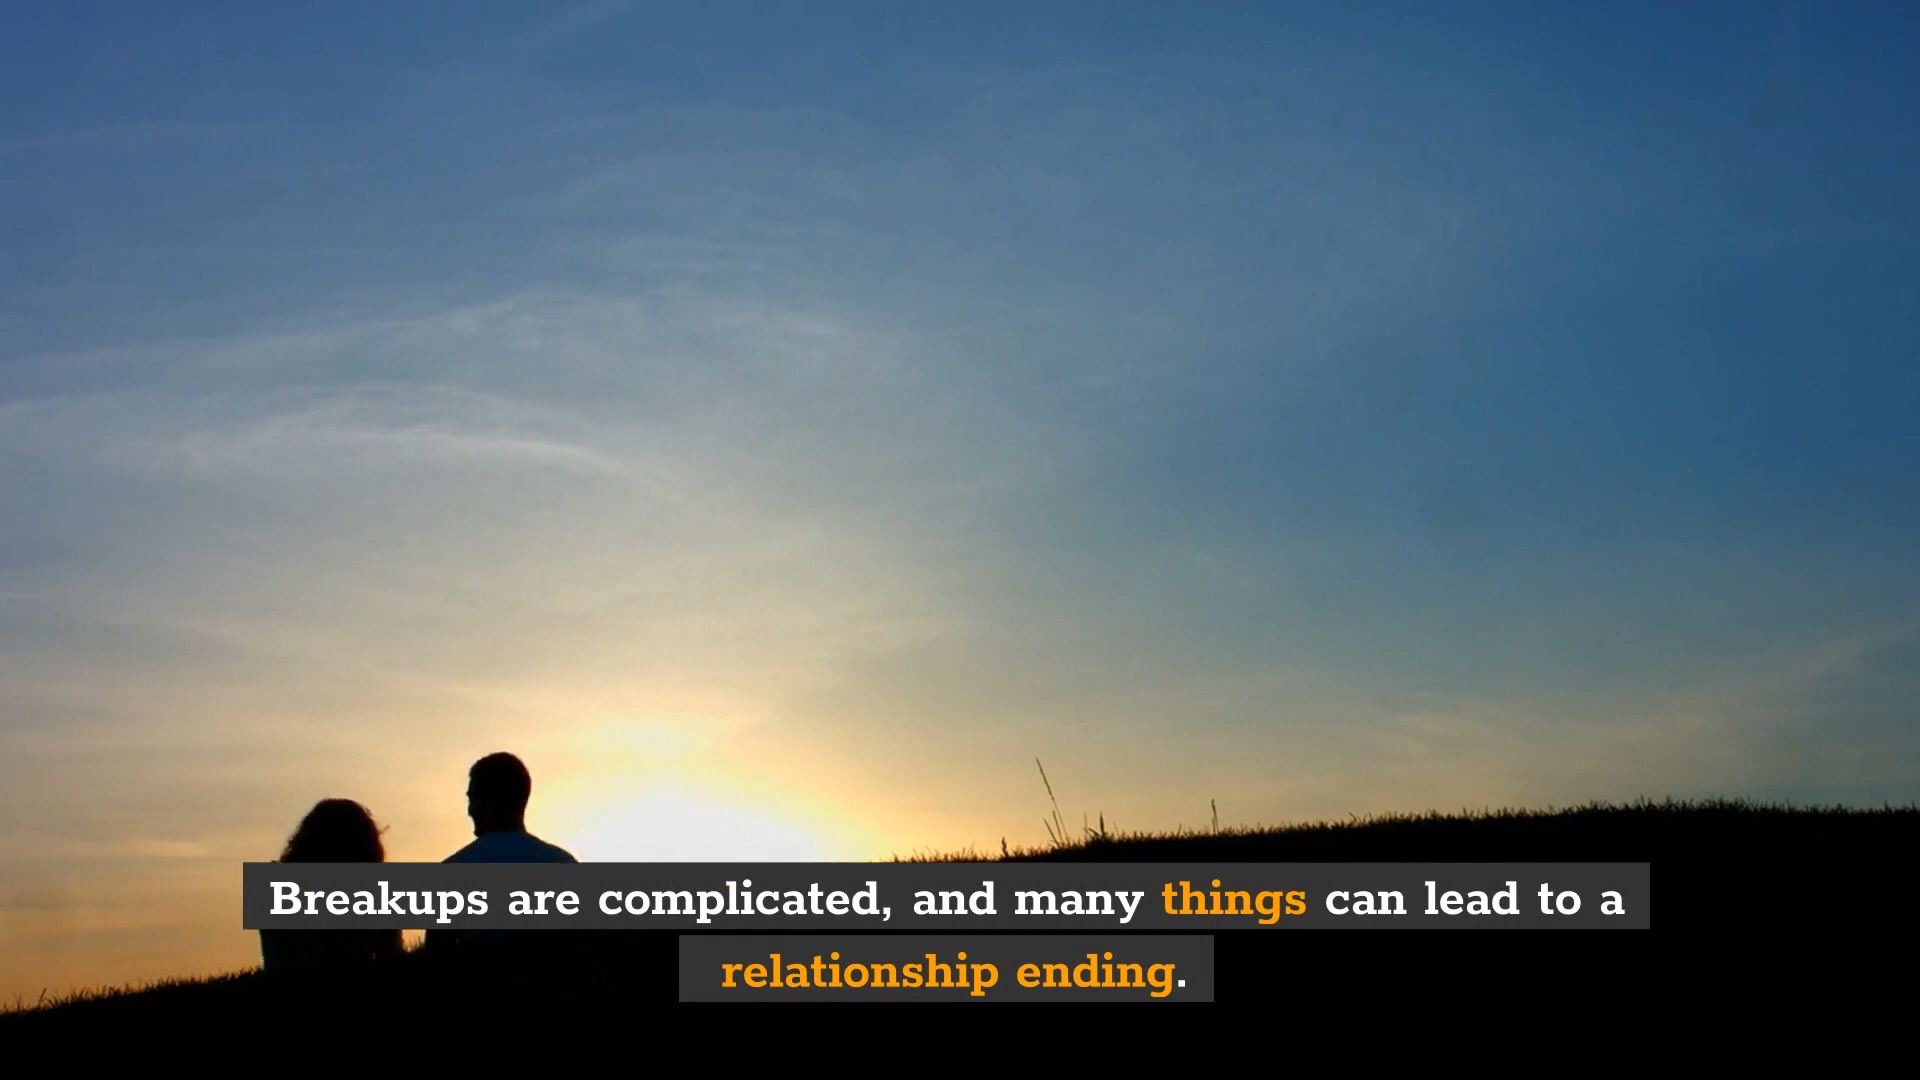 Breakups are complicated, and many things can lead to a
relationship ending.